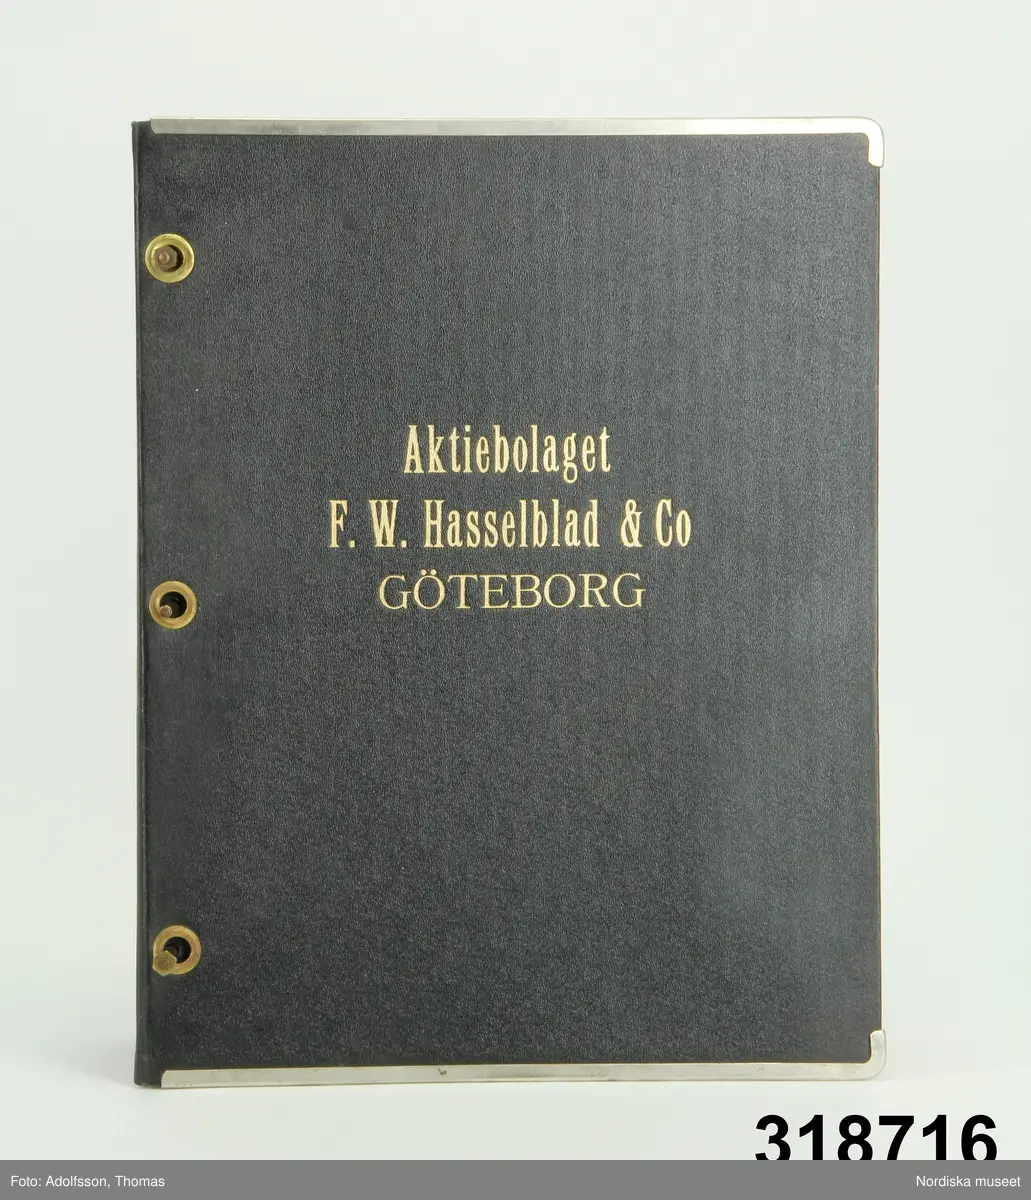 Aktiebolaget
F. W. Hasselblad & Co
GÖTEBORG
318716
Foto: Adolfsson, Thomas
Nordiska museet